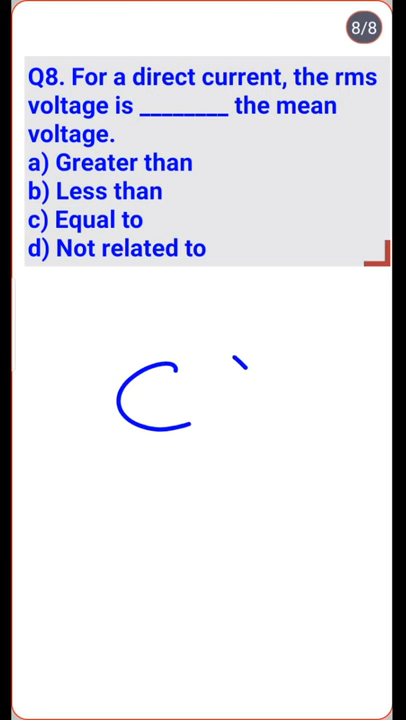 8/8
Q8. For a direct current, the rms
voltage is ________ the mean
voltage.
a) Greater than
b) Less than
c) Equal to
d) Not related to
C